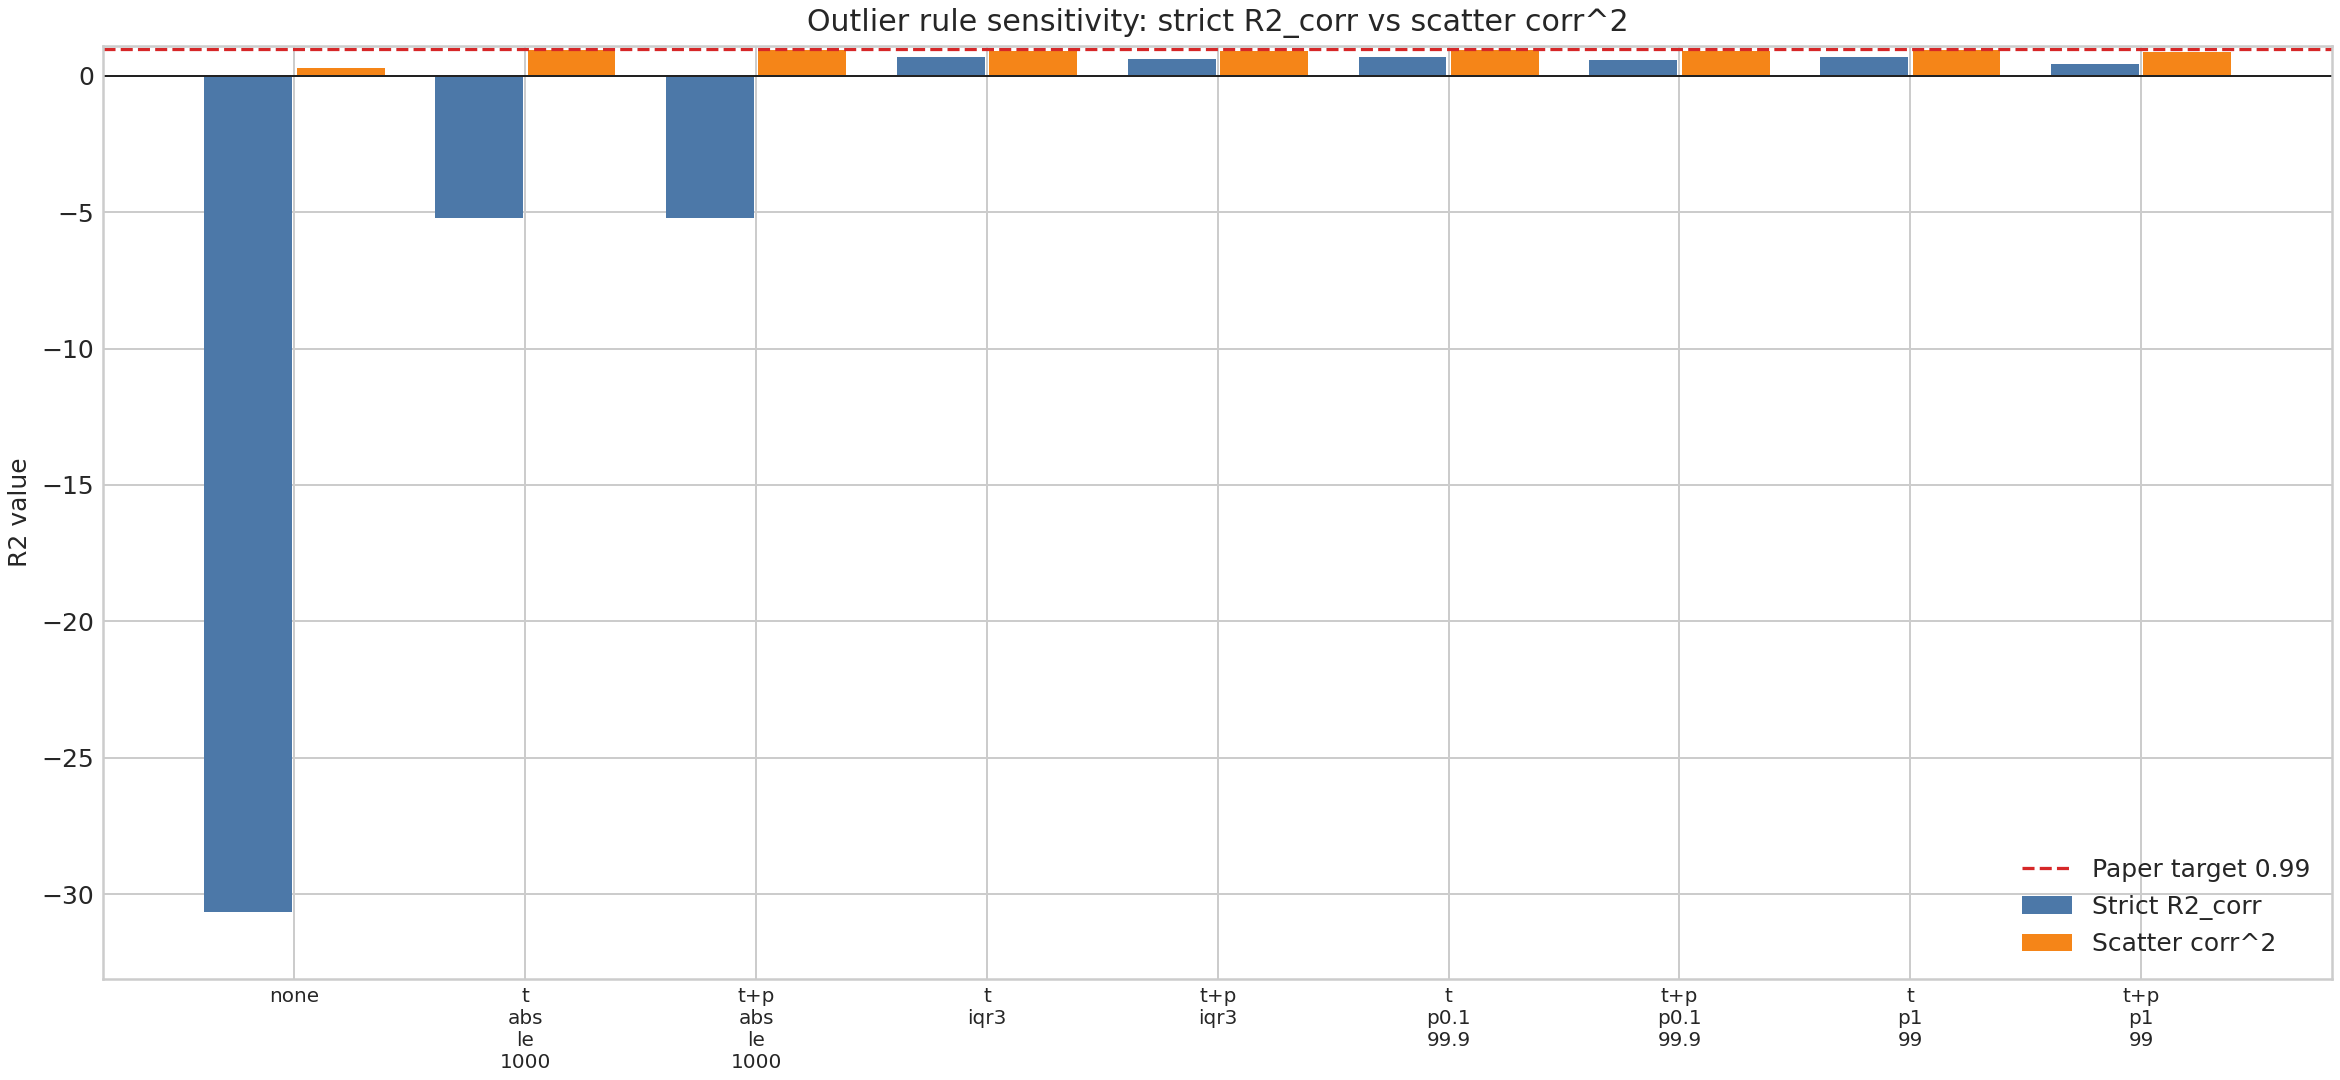 Outlier rule sensitivity: strict R2_corr vs scatter corr^2
R2 value
0
−5
−10
−15
−20
−25
−30
Paper target 0.99
Strict R2_corr
Scatter corr^2
none
t
abs
le
1000
t+p
abs
le
1000
t
iqr3
t+p
iqr3
t
p0.1
99.9
t+p
p0.1
99.9
t
p1
99
t+p
p1
99